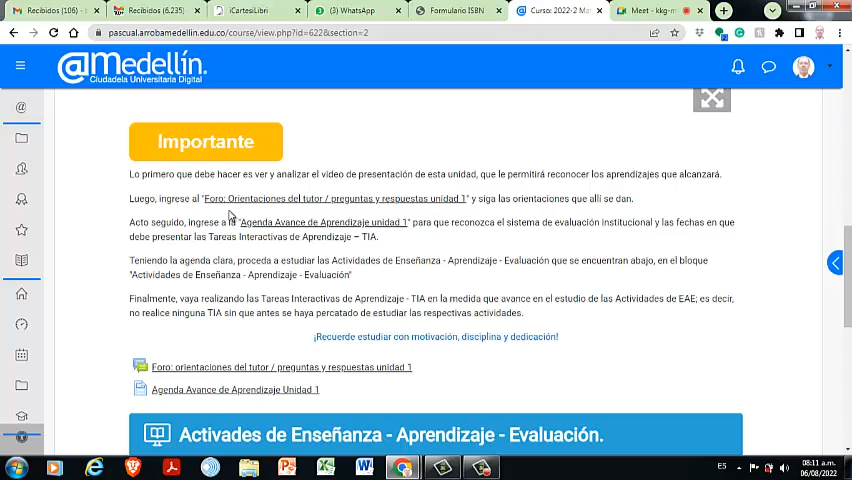 Recibidos (106) -
Recibidos (6.235)
iCartesiLibri
(3) WhatsApp
Formulario ISBN
Curso: 2022-2 Ma
Meet - kkg-m
pascual.arrobamedellin.edu.co/course/view.php?id=622&section=2
@Medellín.
Ciudadela Universitaria Digital
Importante
Lo primero que debe hacer es ver y analizar el video de presentación de esta unidad, que le permitirá reconocer los aprendizajes que alcanzará.
Luego, ingrese al "Foro: Orientaciones del tutor / preguntas y respuestas unidad 1" y siga las orientaciones que allí se dan.
Acto seguido, ingrese a la "Agenda Avance de Aprendizaje unidad 1" para que reconozca el sistema de evaluación institucional y las fechas en que
debe presentar las Tareas Interactivas de Aprendizaje – TIA.
Teniendo la agenda clara, proceda a estudiar las Actividades de Enseñanza - Aprendizaje - Evaluación que se encuentran abajo, en el bloque
"Actividades de Enseñanza - Aprendizaje - Evaluación"
Finalmente, vaya realizando las Tareas Interactivas de Aprendizaje - TIA en la medida que avance en el estudio de las Actividades de EAE; es decir,
no realice ninguna TIA sin que antes se haya percatado de estudiar las respectivas actividades.
¡Recuerde estudiar con motivación, disciplina y dedicación!
Foro: orientaciones del tutor / preguntas y respuestas unidad 1
Agenda Avance de Aprendizaje Unidad 1
Activades de Enseñanza - Aprendizaje - Evaluación.
ES
08:11 a.m.
06/08/2022